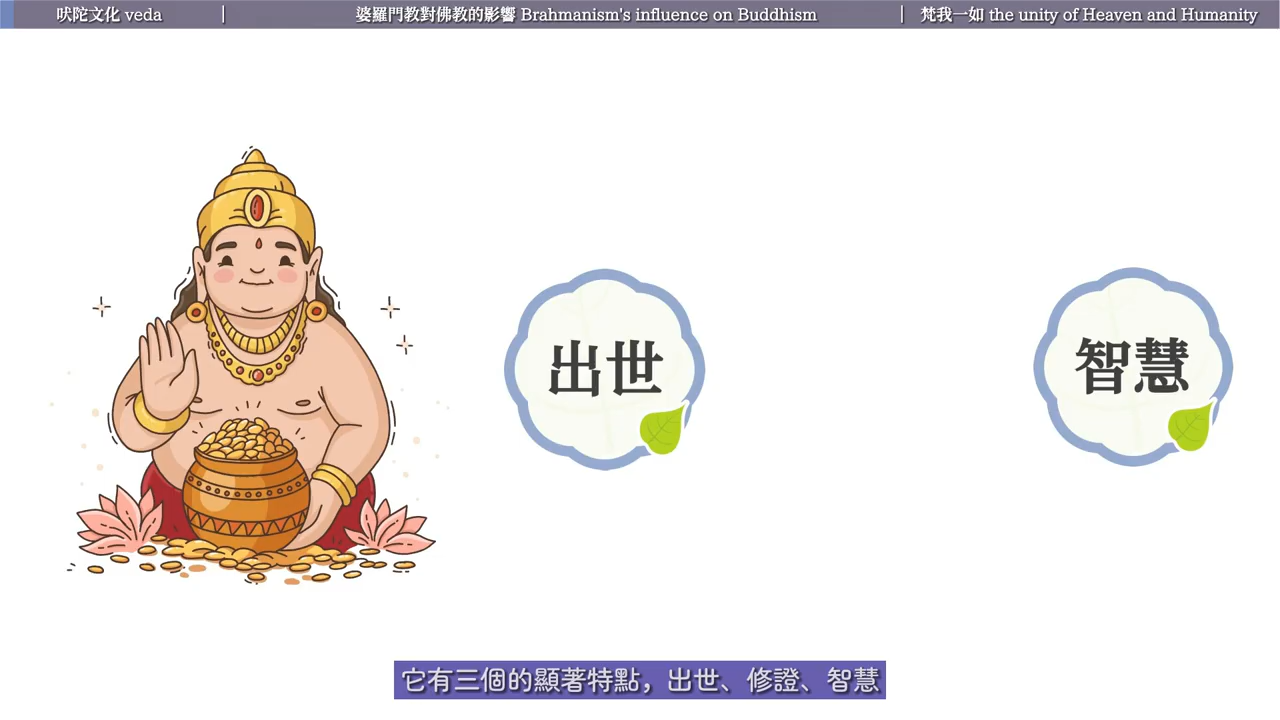 吠陀文化 veda | 婆羅門教對佛教的影響 Brahmanism's influence on Buddhism | 梵我一如 the unity of Heaven and Humanity
出世
智慧
它有三個的顯著特點，出世、修證、智慧